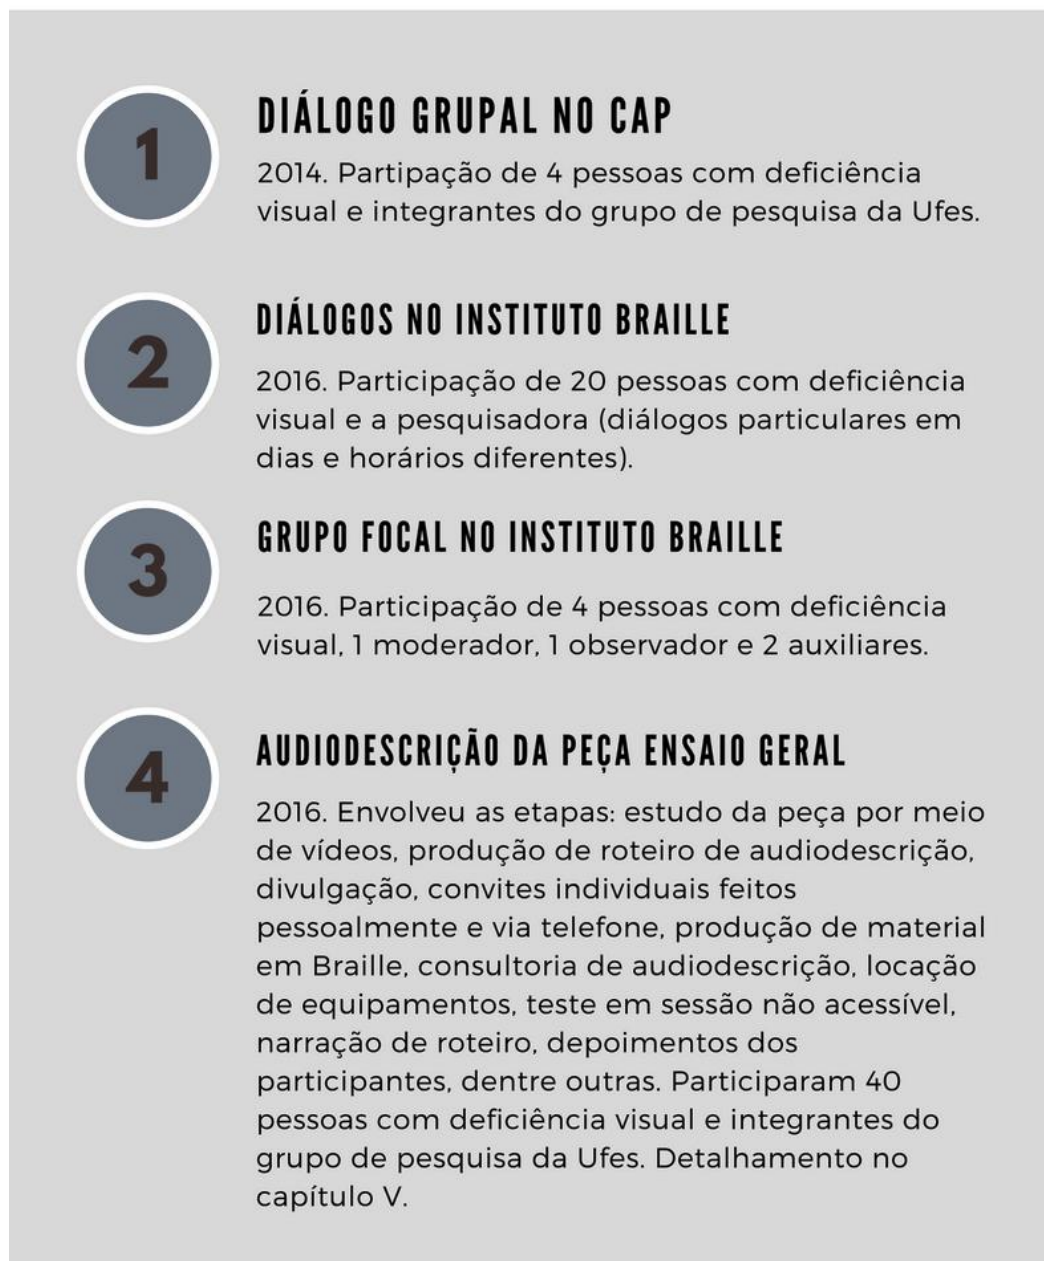 1
DIÁLOGO GRUPAL NO CAP
2014. Partipação de 4 pessoas com deficiência
visual e integrantes do grupo de pesquisa da Ufes.
2
DIÁLOGOS NO INSTITUTO BRAILLE
2016. Participação de 20 pessoas com deficiência
visual e a pesquisadora (diálogos particulares em
dias e horários diferentes).
3
GRUPO FOCAL NO INSTITUTO BRAILLE
2016. Participação de 4 pessoas com deficiência
visual, 1 moderador, 1 observador e 2 auxiliares.
4
AUDIODESCRIÇÃO DA PEÇA ENSAIO GERAL
2016. Envolveu as etapas: estudo da peça por meio
de vídeos, produção de roteiro de audiodescrição,
divulgação, convites individuais feitos
pessoalmente e via telefone, produção de material
em Braille, consultoria de audiodescrição, locação
de equipamentos, teste em sessão não acessível,
narração de roteiro, depoimentos dos
participantes, dentre outras. Participaram 40
pessoas com deficiência visual e integrantes do
grupo de pesquisa da Ufes. Detalhamento no
capítulo V.